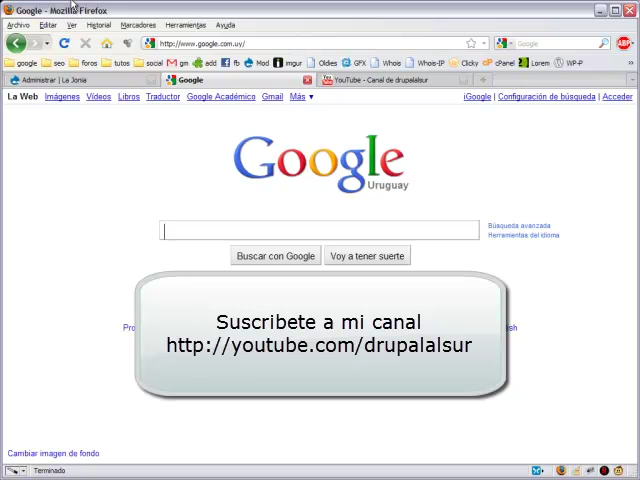 Google - Mozilla Firefox
Archivo Editar Ver Historial Marcadores Herramientas Ayuda
http://www.google.com.uy/ Google ABP
google seo foros tutos social gm add fb Mod imgur Oldies GFX Whois Whois-IP Clicky cPanel Lorem WP-P »
Administrar | La Jonia Google YouTube - Canal de drupalalsur
La Web Imágenes Vídeos Libros Traductor Google Académico Gmail Más ▼ iGoogle | Configuración de búsqueda | Acceder
Google
Uruguay
Búsqueda avanzada
Herramientas del idioma
Buscar con Google Voy a tener suerte
Suscribete a mi canal
http://youtube.com/drupalalsur
Cambiar imagen de fondo
Terminado